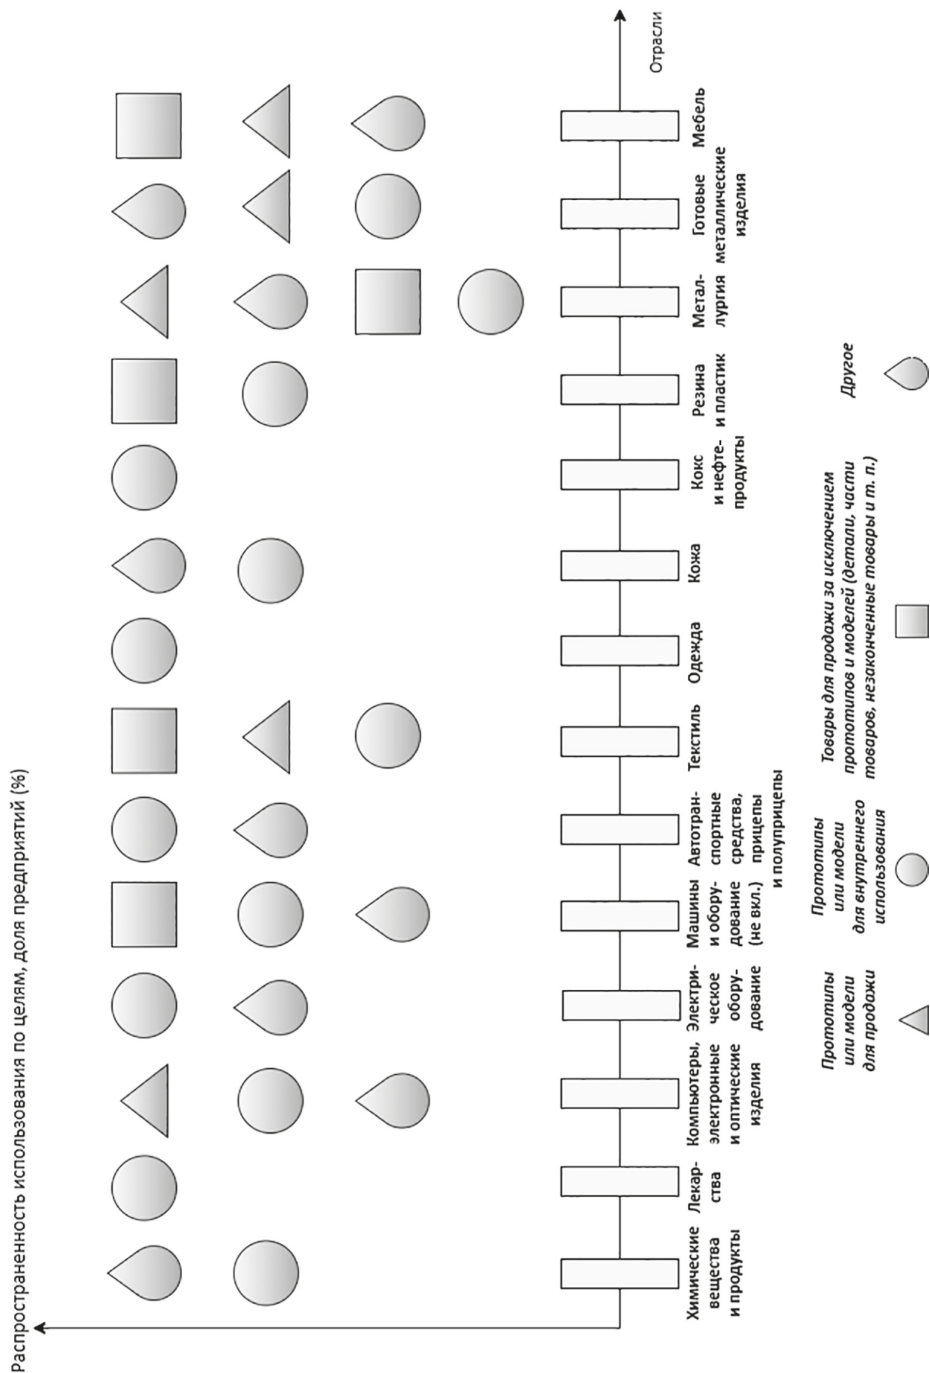 Распространенность использования по целям, доля предприятий (%)
Отрасли
Химические
вещества
и продукты
Лекар-
ства
Компьютеры,
электронные
и оптические
изделия
Электри-
ческое
обору-
дование
Машины
и обору-
дование
(не вкл.)
Автотран-
спортные
средства,
прицепы
и полуприцепы
Текстиль
Одежда
Кожа
Кокс
и нефте-
продукты
Резина
и пластик
Метал-
лургия
Готовые
металлические
изделия
Мебель
Прототипы
или модели
для продажи
Прототипы
или модели
для внутреннего
использования
Товары для продажи за исключением
прототипов и моделей (детали, части
товаров, незаконченные товары и т. п.)
Другое